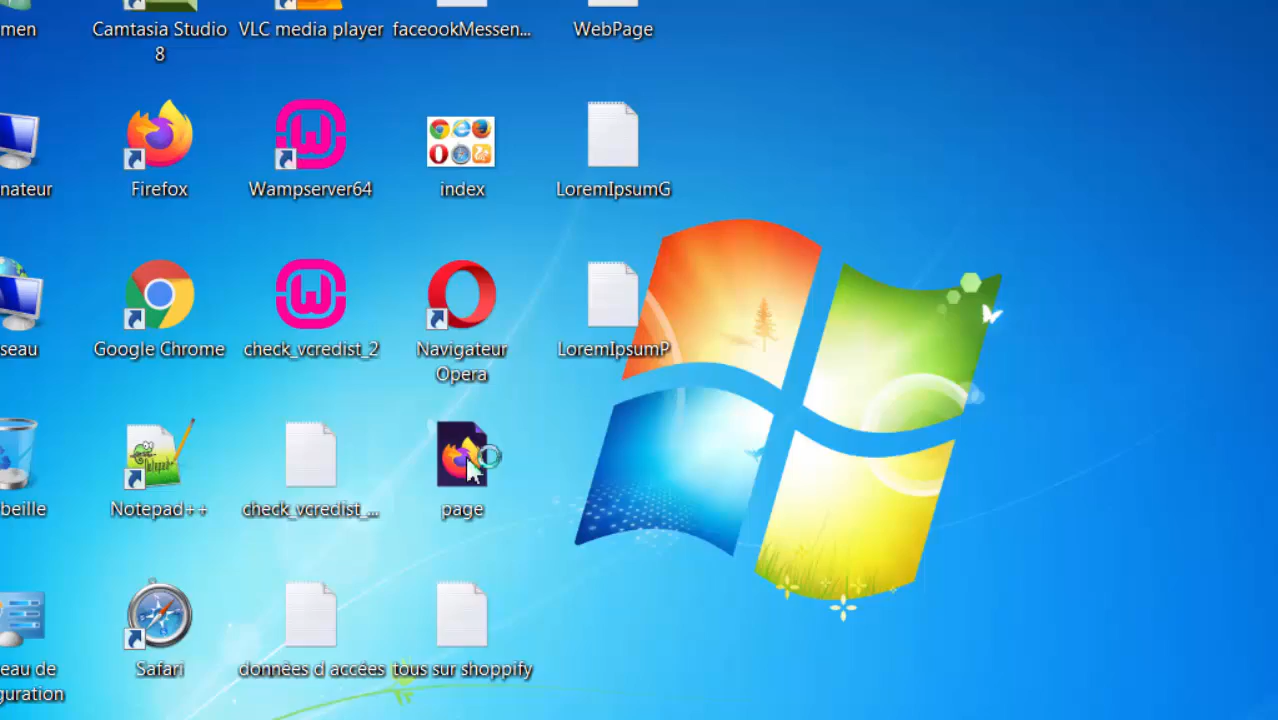 men
Camtasia Studio 8
VLC media player
faceookMessen...
WebPage
nateur
Firefox
Wampserver64
index
LoremIpsumG
seau
Google Chrome
check_vcredist_2
Navigateur Opera
LoremIpsumP
beille
Notepad++
check_vcredist_...
page
eau de
guration
Safari
données d accées
tous sur shoppify